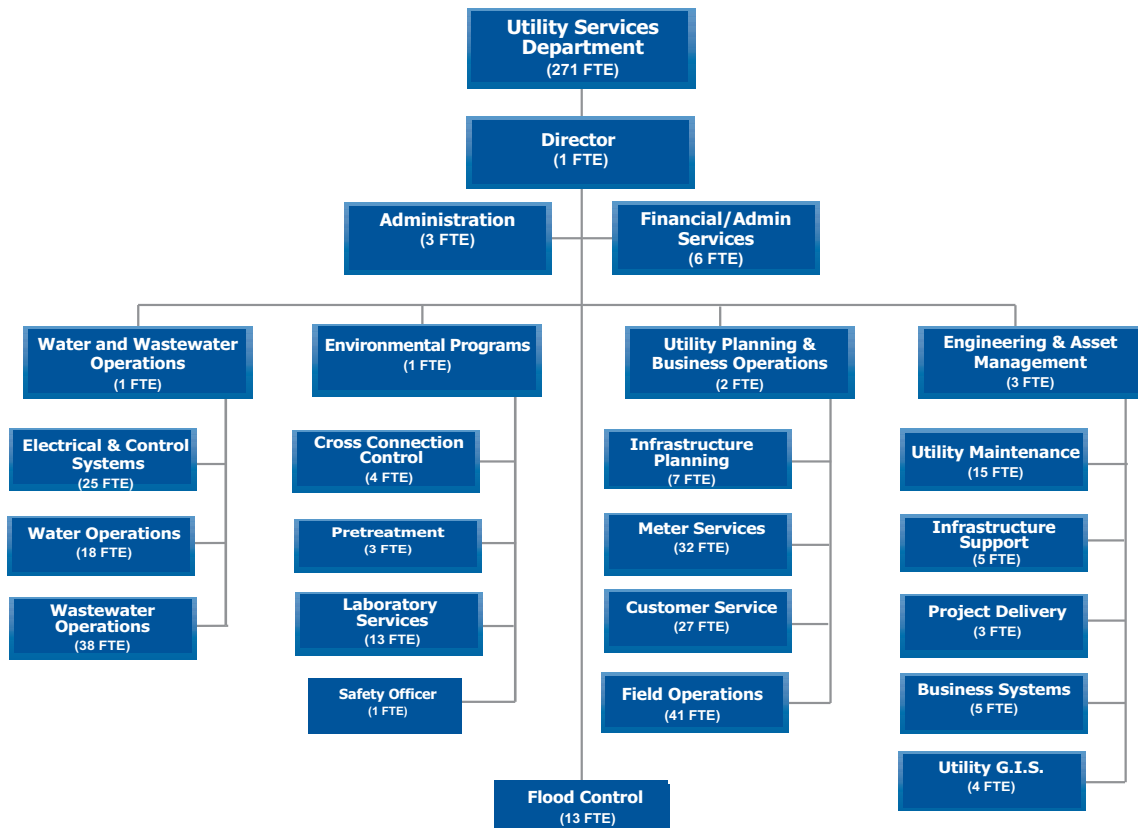 Utility Services
Department
(271 FTE)
Director
(1 FTE)
Administration
(3 FTE)
Financial/Admin
Services
(6 FTE)
Water and Wastewater
Operations
(1 FTE)
Electrical & Control
Systems
(25 FTE)
Water Operations
(18 FTE)
Wastewater
Operations
(38 FTE)
Environmental Programs
(1 FTE)
Cross Connection
Control
(4 FTE)
Pretreatment
(3 FTE)
Laboratory
Services
(13 FTE)
Safety Officer
(1 FTE)
Utility Planning &
Business Operations
(2 FTE)
Infrastructure
Planning
(7 FTE)
Meter Services
(32 FTE)
Customer Service
(27 FTE)
Field Operations
(41 FTE)
Engineering & Asset
Management
(3 FTE)
Utility Maintenance
(15 FTE)
Infrastructure
Support
(5 FTE)
Project Delivery
(3 FTE)
Business Systems
(5 FTE)
Utility G.I.S.
(4 FTE)
Flood Control
(13 FTE)